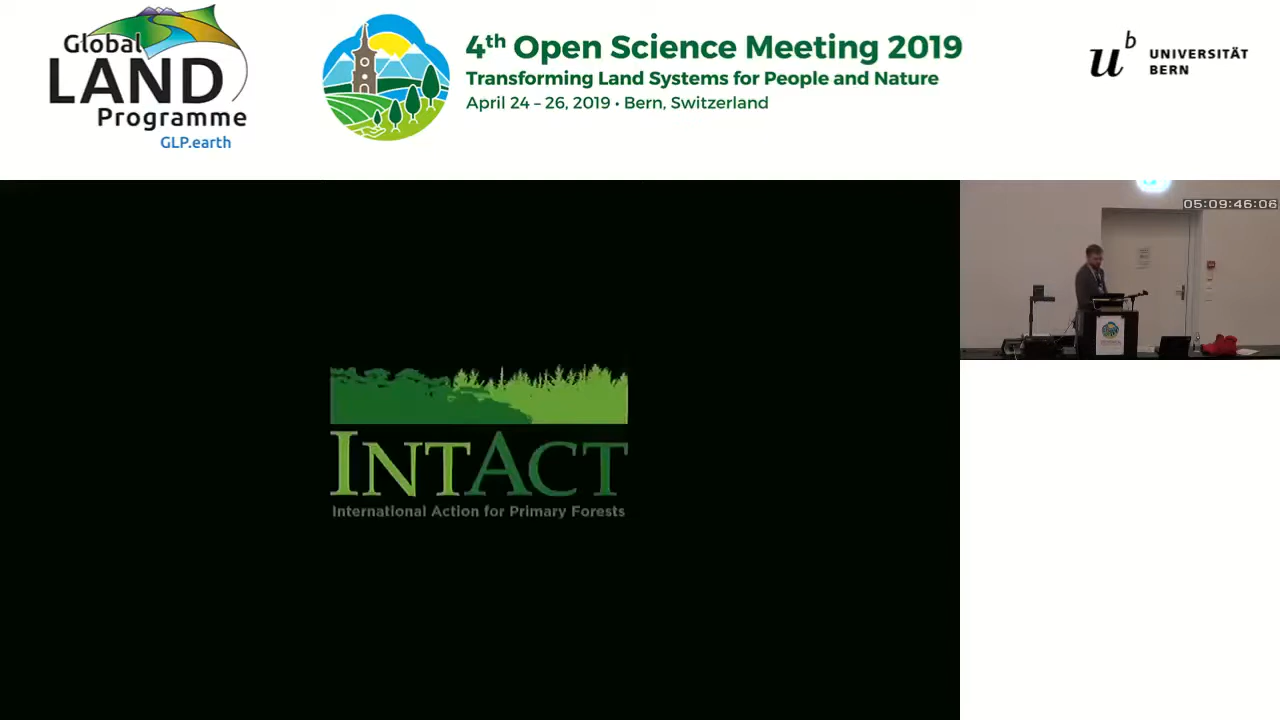 Global
LAND
Programme
GLP.earth
4th Open Science Meeting 2019
Transforming Land Systems for People and Nature
April 24 – 26, 2019 • Bern, Switzerland
u b
UNIVERSITÄT
BERN
05:09:46:06
INTACT
International Action for Primary Forests